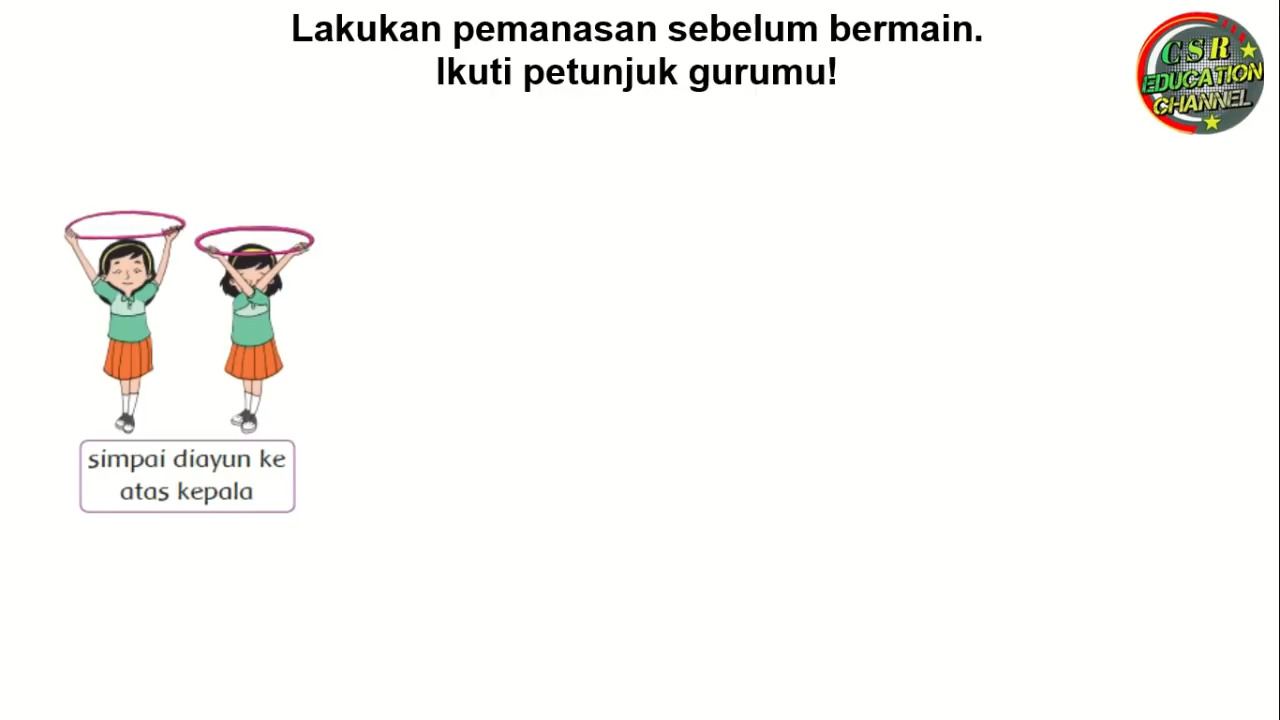 Lakukan pemanasan sebelum bermain.
Ikuti petunjuk gurumu!
CSR
EDUCATION
CHANNEL
simpai diayun ke
atas kepala